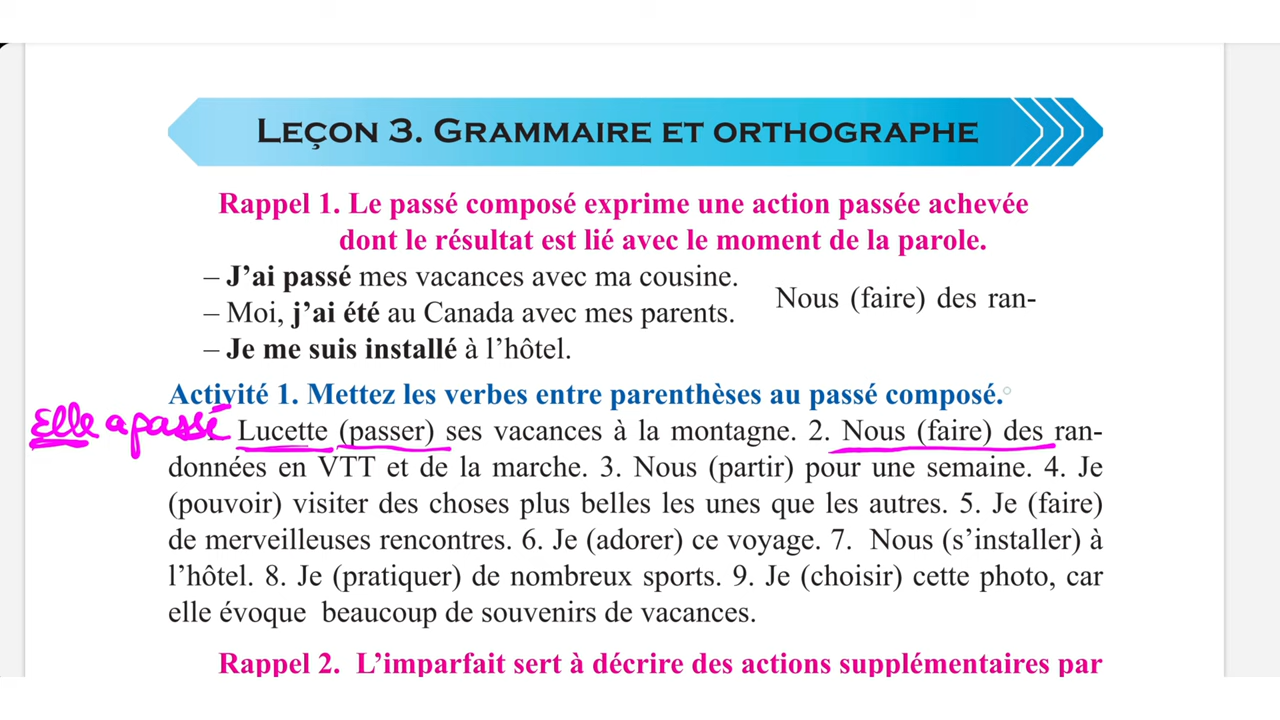 Leçon 3. Grammaire et orthographe
Rappel 1. Le passé composé exprime une action passée achevée
dont le résultat est lié avec le moment de la parole.
– J’ai passé mes vacances avec ma cousine.
Nous (faire) des ran-
– Moi, j’ai été au Canada avec mes parents.
– Je me suis installé à l’hôtel.
Activité 1. Mettez les verbes entre parenthèses au passé composé.
Elle a passé
Lucette (passer) ses vacances à la montagne. 2. Nous (faire) des ran-
données en VTT et de la marche. 3. Nous (partir) pour une semaine. 4. Je
(pouvoir) visiter des choses plus belles les unes que les autres. 5. Je (faire)
de merveilleuses rencontres. 6. Je (adorer) ce voyage. 7. Nous (s’installer) à
l’hôtel. 8. Je (pratiquer) de nombreux sports. 9. Je (choisir) cette photo, car
elle évoque beaucoup de souvenirs de vacances.
Rappel 2. L’imparfait sert à décrire des actions supplémentaires par